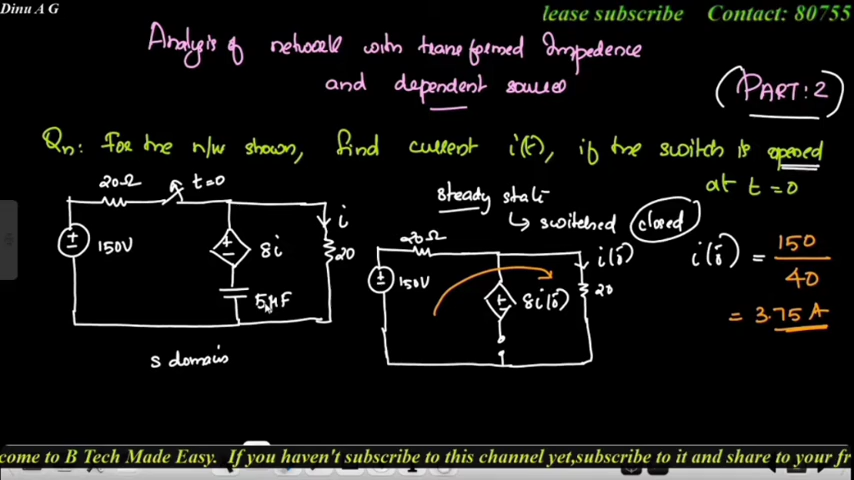 Dinu A G
lease subscribe Contact: 80755
Analysis of network with transformed Impedence
and dependent source
(PART: 2)
Qn: For the n/w shown, find current i(t), if the switch is opened
at t = 0
20Ω t=0
150V
+
-
8i
5μF
i
20
s domain
steady state
↳ switched closed
20Ω
150V
+
-
8i(0⁻)
i(0⁻)
20
i(0⁻) = 150
40
= 3.75 A
come to B Tech Made Easy. If you haven't subscribe to this channel yet,subscribe to it and share to your fr